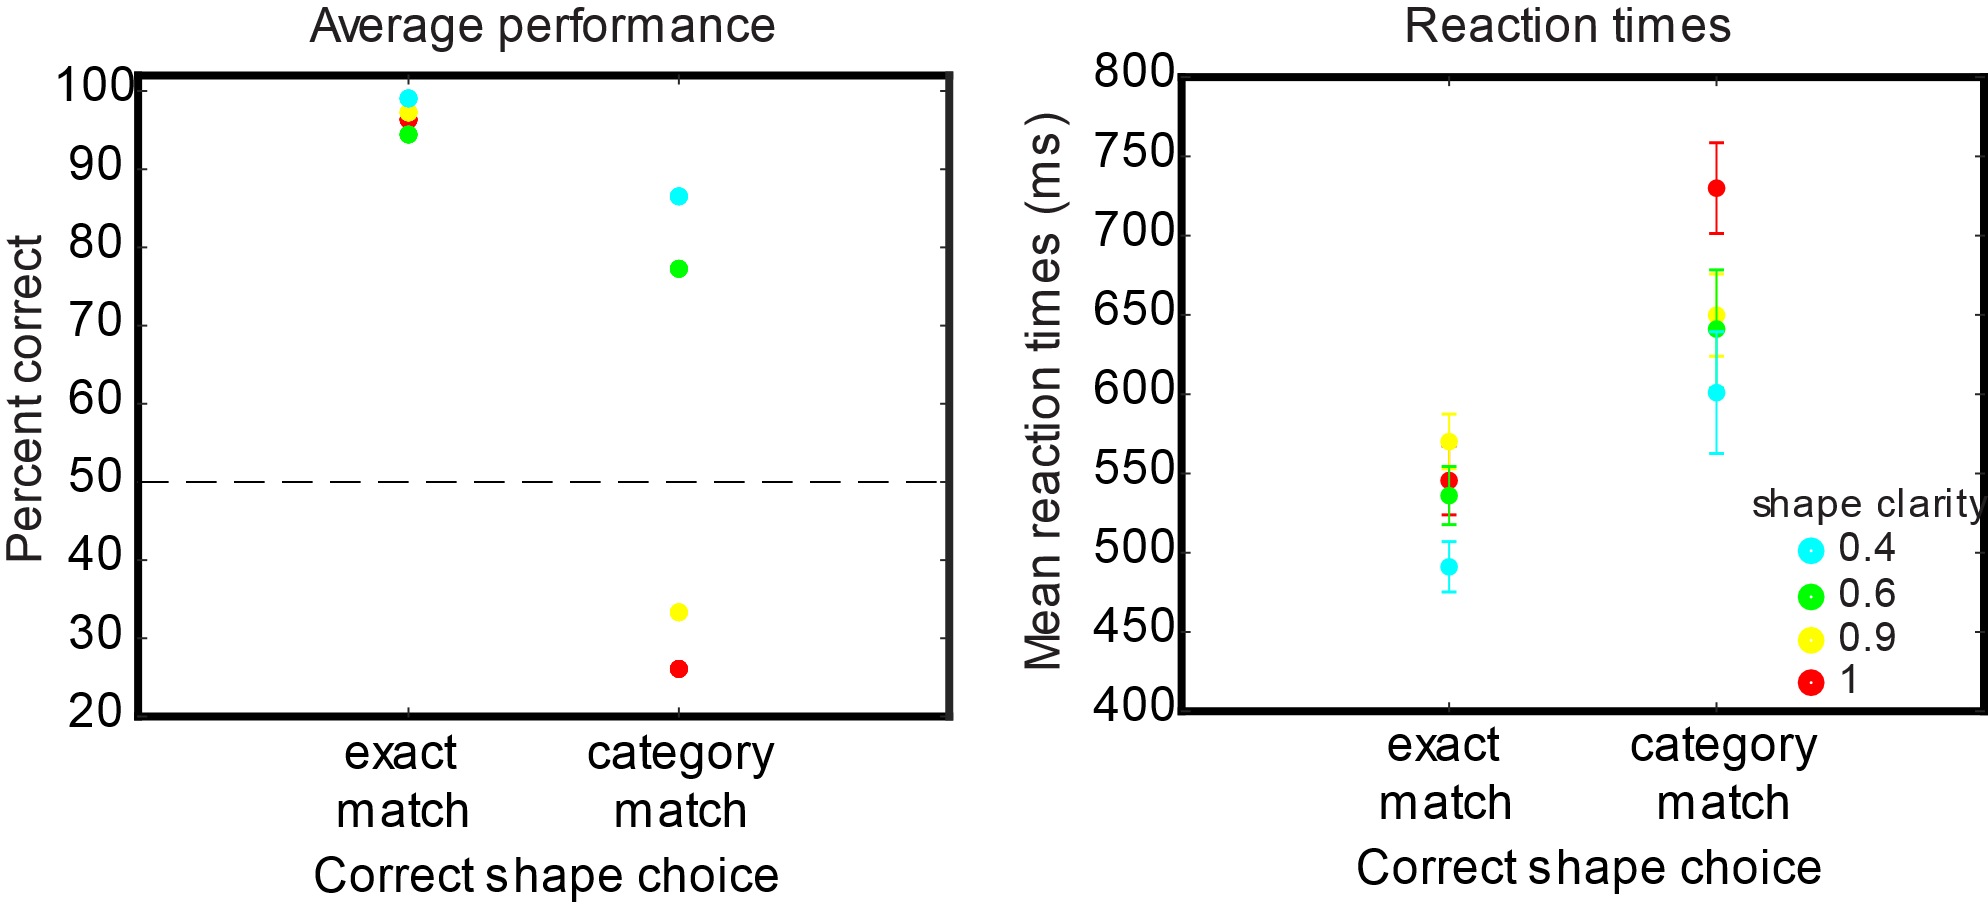 Average performance
Percent correct
100
90
80
70
60
50
40
30
20
exact match
category match
Correct shape choice
Reaction times
Mean reaction times (ms)
800
750
700
650
600
550
500
450
400
shape clarity
0.4
0.6
0.9
1
exact match
category match
Correct shape choice